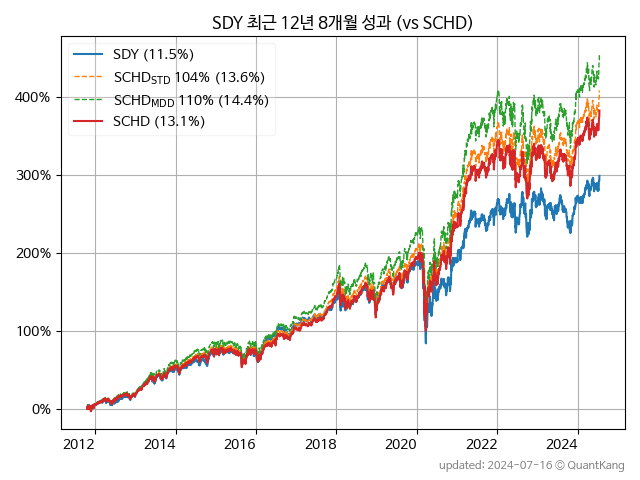 SDY 최근 12년 8개월 성과 (vs SCHD)
SDY (11.5%)
SCHD_STD 104% (13.6%)
SCHD_MDD 110% (14.4%)
SCHD (13.1%)
400%
300%
200%
100%
0%
2012 2014 2016 2018 2020 2022 2024
updated: 2024-07-16 © QuantKang